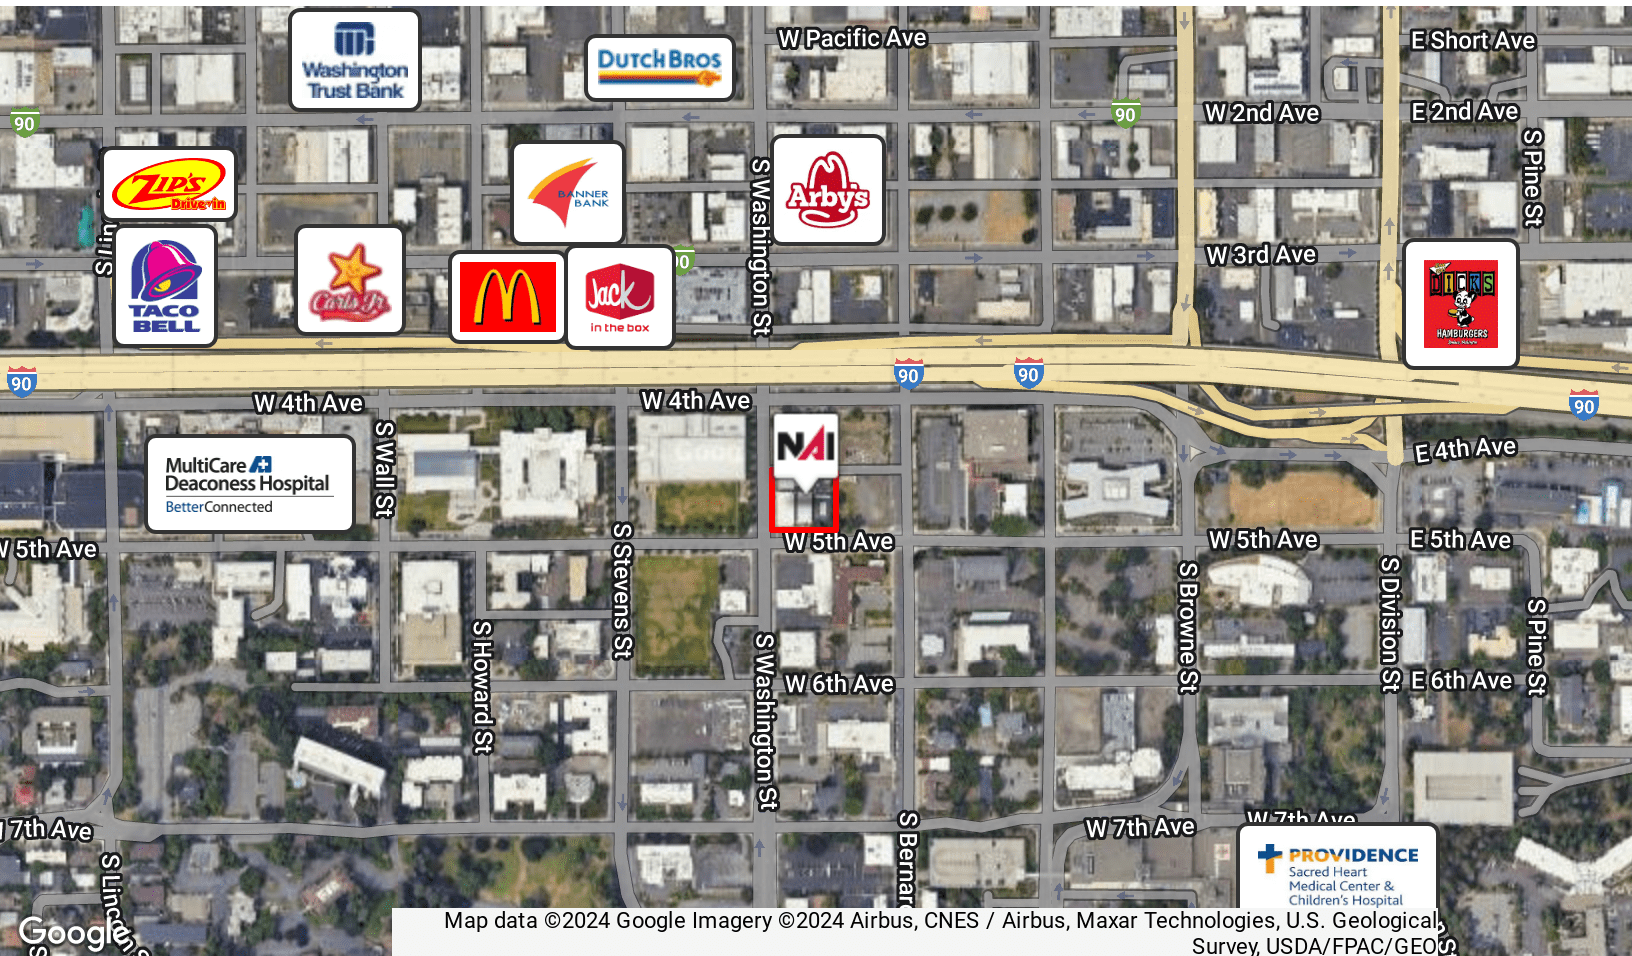 W Pacific Ave
E Short Ave
Washington
Trust Bank
DUTCH BROS
90
90
W 2nd Ave
E 2nd Ave
S Pine St
ZIP'S
Drive-in
BANNER
BANK
S Washington St
Arby's
W 3rd Ave
TACO
BELL
Carl's Jr.
M
Jack
in the box
DICK'S
HAMBURGERS
90
90
90
90
W 4th Ave
W 4th Ave
E 4th Ave
S Wall St
NAI
MultiCare
Deaconess Hospital
BetterConnected
W 5th Ave
W 5th Ave
W 5th Ave
E 5th Ave
S Stevens St
S Browne St
S Division St
S Pine St
S Howard St
S Washington St
W 6th Ave
E 6th Ave
7th Ave
W 7th Ave
W 7th Ave
S Lincoln S
S Bernar
PROVIDENCE
Sacred Heart
Medical Center &
Children's Hospital
Google
Map data ©2024 Google Imagery ©2024 Airbus, CNES / Airbus, Maxar Technologies, U.S. Geological
Survey, USDA/FPAC/GEO